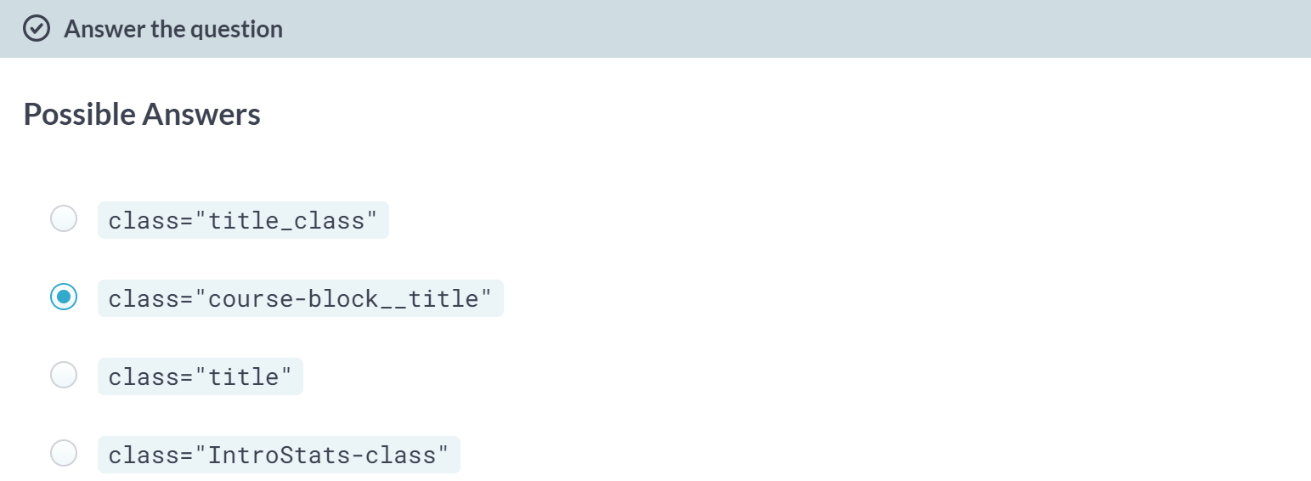 Answer the question
Possible Answers
class="title_class"
class="course-block__title"
class="title"
class="IntroStats-class"